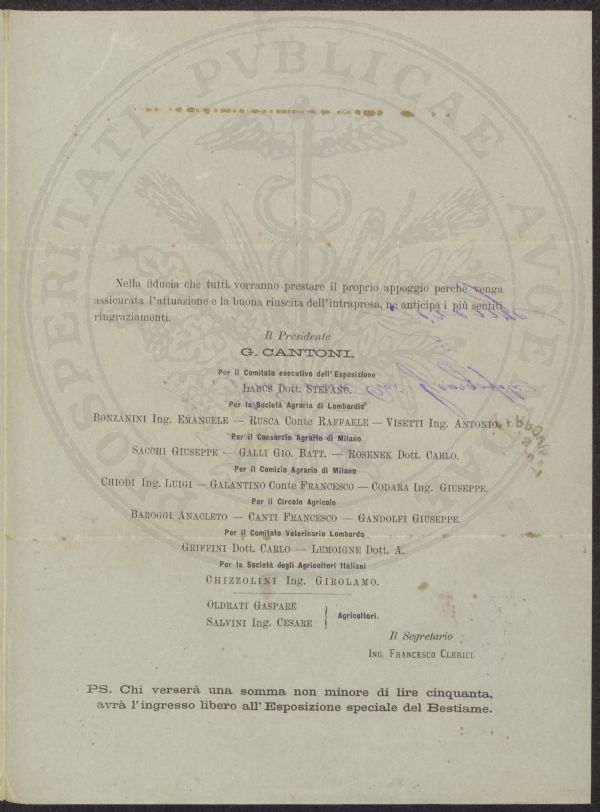 PROSPERITATI PVBLICAE AVGENDAE
Nella fiducia che tutti vorranno prestare il proprio appoggio perchè venga
assicurata l'attuazione e la buona riuscita dell'intrapresa, ne anticipa i più sentiti
ringraziamenti.
Il Presidente
G. CANTONI.
Per il Comitato esecutivo dell'Esposizione
LABUS Dott. STEFANO.
Per la Società Agraria di Lombardia
BONZANINI Ing. EMANUELE — RUSCA Conte RAFFAELE — VISETTI Ing. ANTONIO.
Per il Consorzio Agrario di Milano
SACCHI GIUSEPPE — GALLI GIO. BATT. — ROSENEK Dott. CARLO.
Per il Comizio Agrario di Milano
CHIODI Ing. LUIGI — GALANTINO Conte FRANCESCO — CODARA Ing. GIUSEPPE.
Per il Circolo Agricolo
BAROGGI ANACLETO — CANTI FRANCESCO — GANDOLFI GIUSEPPE.
Per il Comitato Veterinario Lombardo
GRIFFINI Dott. CARLO — LEMOIGNE Dott. A.
Per la Società degli Agricoltori Italiani
CHIZZOLINI Ing. GIROLAMO.
OLDRATI GASPARE
SALVINI Ing. CESARE
Agricoltori.
Il Segretario
ING. FRANCESCO CLERICI
PS. Chi verserà una somma non minore di lire cinquanta,
avrà l'ingresso libero all'Esposizione speciale del Bestiame.